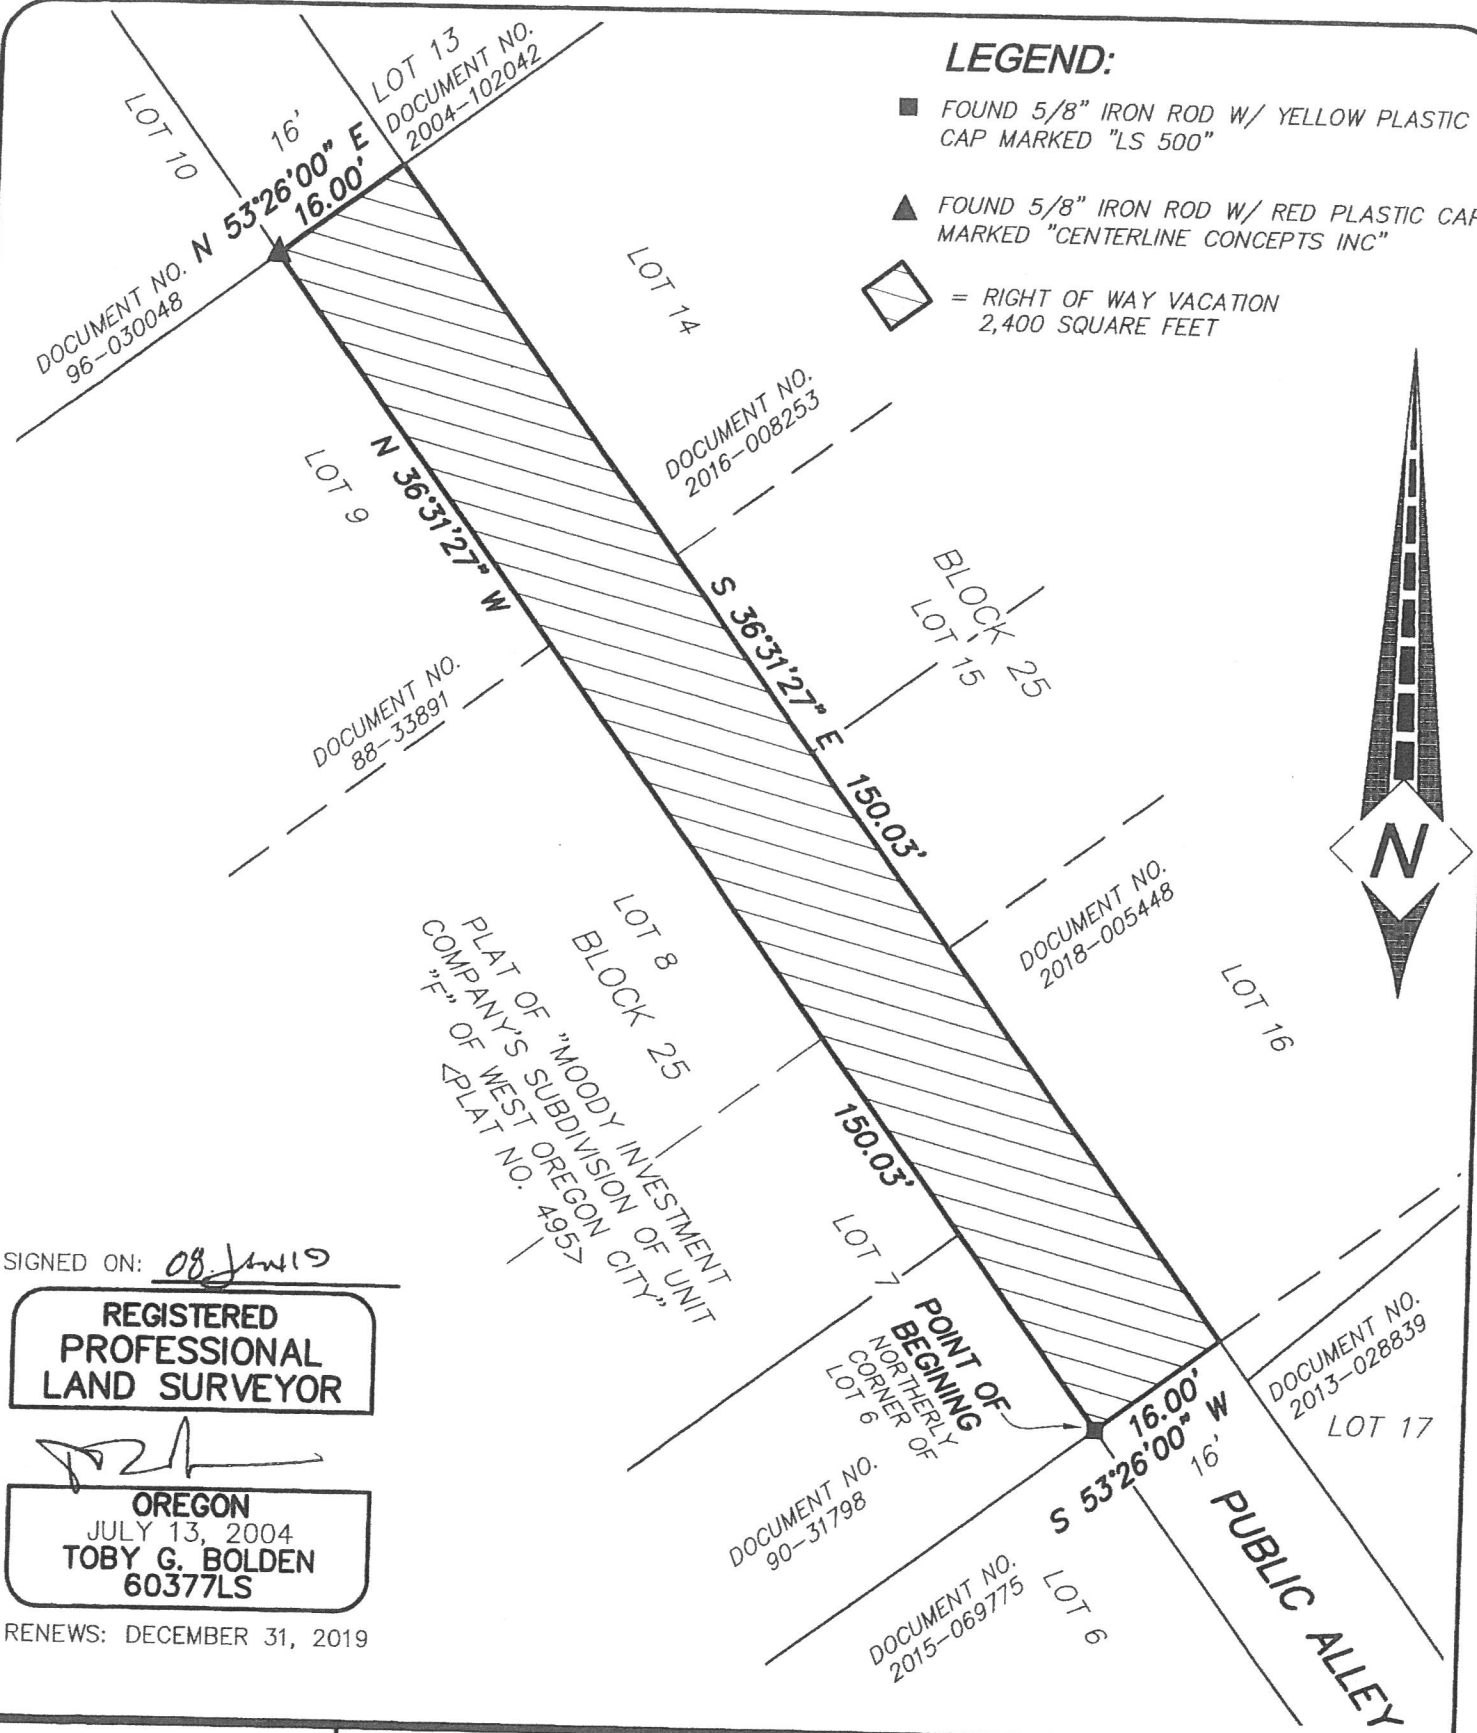 LEGEND:
FOUND 5/8" IRON ROD W/ YELLOW PLASTIC
CAP MARKED "LS 500"
FOUND 5/8" IRON ROD W/ RED PLASTIC CAP
MARKED "CENTERLINE CONCEPTS INC"
= RIGHT OF WAY VACATION
2,400 SQUARE FEET
LOT 10
16'
LOT 13
DOCUMENT NO.
2004-102042
N 53°26'00" E
16.00'
DOCUMENT NO.
96-030048
LOT 14
LOT 9
N 36°31'27" W
DOCUMENT NO.
2016-008253
S 36°31'27" E 150.03'
BLOCK 25
LOT 15
DOCUMENT NO.
88-33891
N
DOCUMENT NO.
2018-005448
LOT 16
LOT 8
BLOCK 25
PLAT OF "MOODY INVESTMENT
COMPANY'S SUBDIVISION OF UNIT
"F" OF WEST OREGON CITY"
<PLAT NO. 495>
150.03'
LOT 7
POINT OF
BEGINING
NORTHERLY
CORNER OF
LOT 6
16.00'
S 53°26'00" W
16'
DOCUMENT NO.
2013-028839
LOT 17
DOCUMENT NO.
90-31798
DOCUMENT NO.
2015-069775
LOT 6
PUBLIC ALLEY
SIGNED ON: 08.Jan19
REGISTERED
PROFESSIONAL
LAND SURVEYOR
OREGON
JULY 13, 2004
TOBY G. BOLDEN
60377LS
RENEWS: DECEMBER 31, 2019